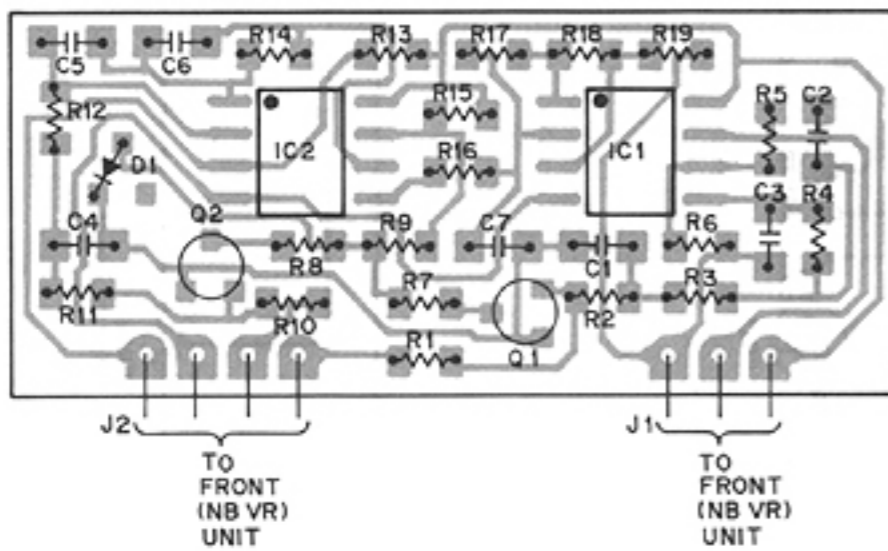 R14 R13 R17 R18 R19
C5 C6
R12 R15 R5 C2
IC2 IC1
D1 R16
C3 R4
Q2
C4 R9 C7 R6
R8 C1
R7 R3
R11 R10 R2
R1 Q1
J2 J1
TO
FRONT
(NB VR)
UNIT
TO
FRONT
(NB VR)
UNIT